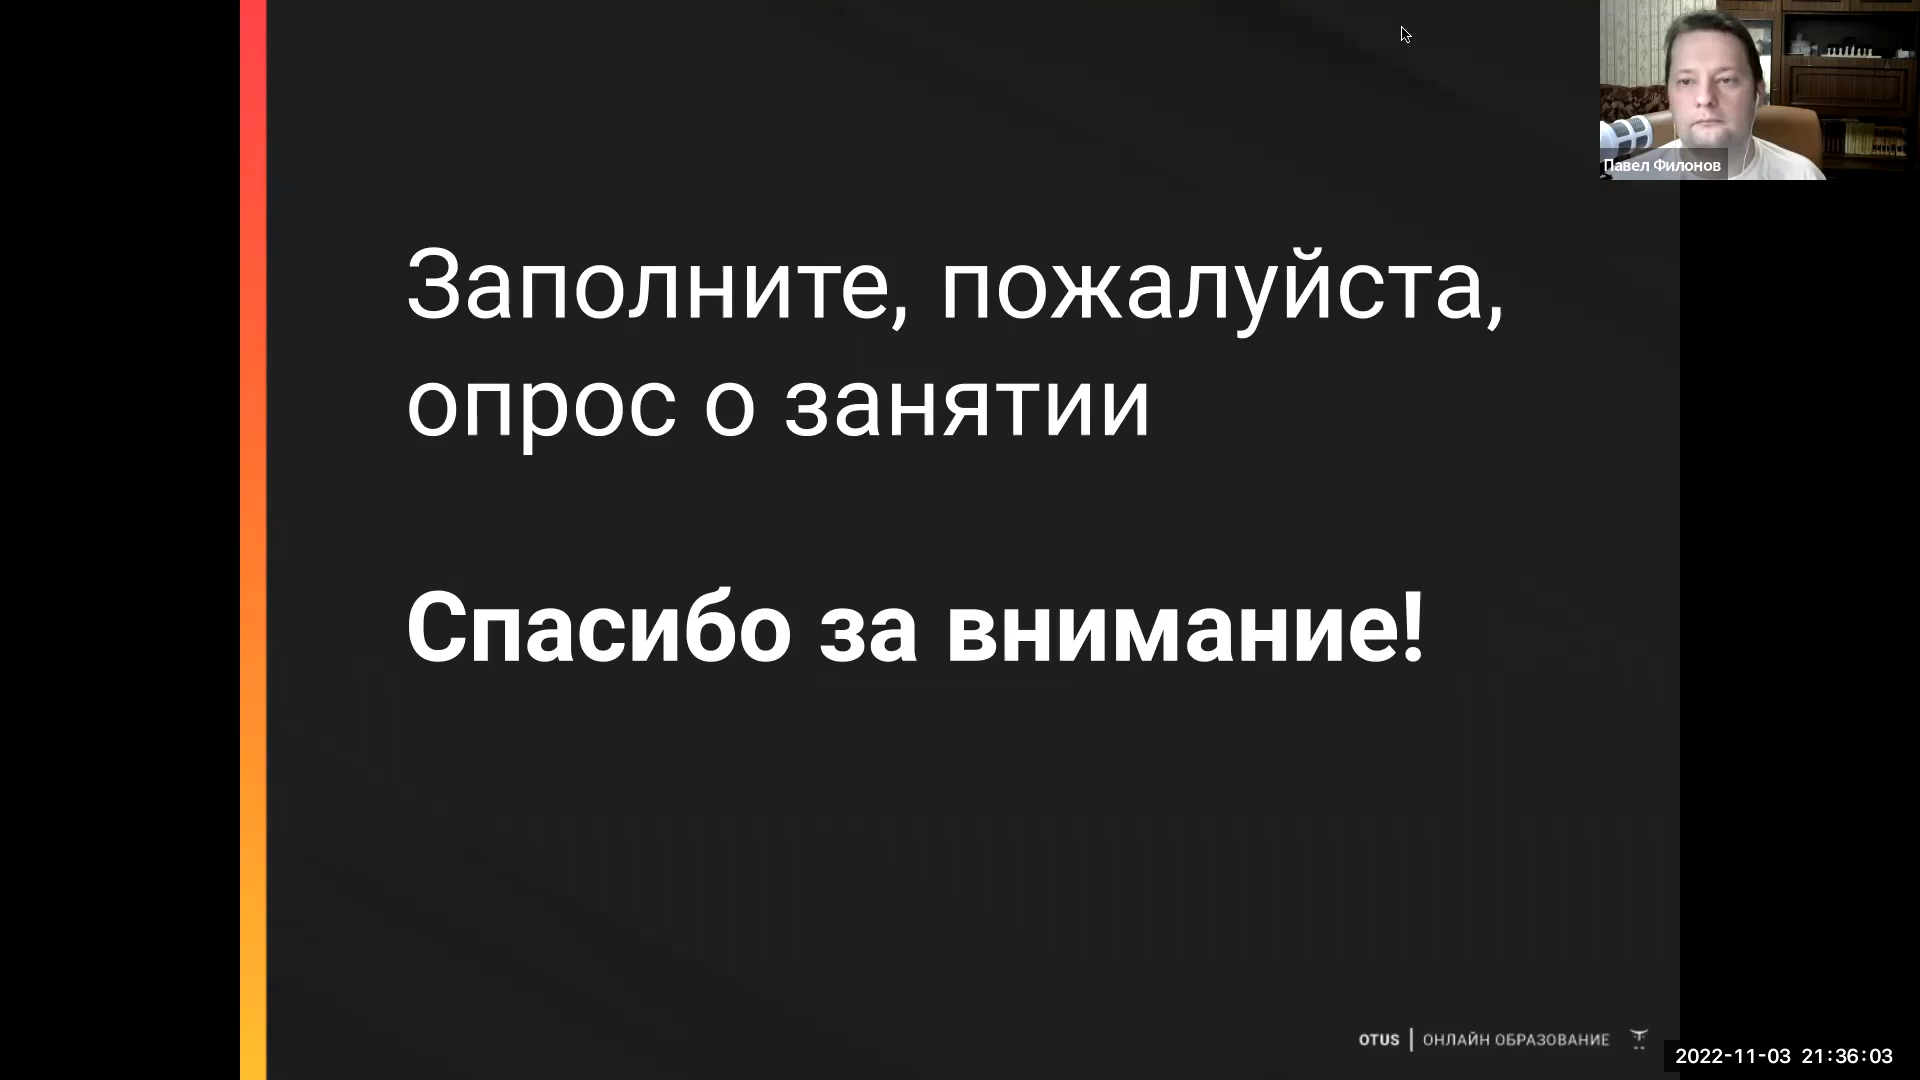 Павел Филонов
Заполните, пожалуйста,
опрос о занятии
Спасибо за внимание!
OTUS | ОНЛАЙН ОБРАЗОВАНИЕ
2022-11-03 21:36:03